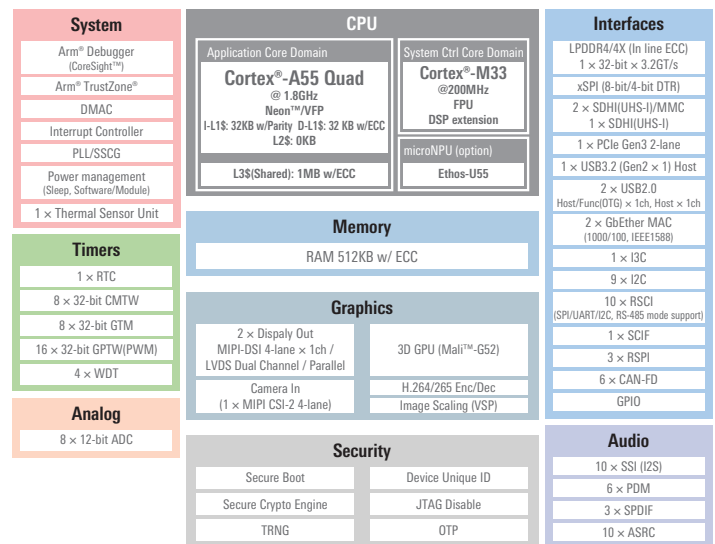 System
Arm® Debugger
(CoreSight™)
Arm® TrustZone®
DMAC
Interrupt Controller
PLL/SSCG
Power management
(Sleep, Software/Module)
1 × Thermal Sensor Unit
Timers
1 × RTC
8 × 32-bit CMTW
8 × 32-bit GTM
16 × 32-bit GPTW(PWM)
4 × WDT
Analog
8 × 12-bit ADC
CPU
Application Core Domain
Cortex®-A55 Quad
@ 1.8GHz
Neon™/VFP
I-L1$: 32KB w/Parity D-L1$: 32 KB w/ECC
L2$: 0KB
L3$(Shared): 1MB w/ECC
System Ctrl Core Domain
Cortex®-M33
@200MHz
FPU
DSP extension
microNPU (option)
Ethos-U55
Memory
RAM 512KB w/ ECC
Graphics
2 × Dispaly Out
MIPI-DSI 4-lane × 1ch /
LVDS Dual Channel / Parallel
Camera In
(1 × MIPI CSI-2 4-lane)
3D GPU (Mali™-G52)
H.264/265 Enc/Dec
Image Scaling (VSP)
Security
Secure Boot
Device Unique ID
Secure Crypto Engine
JTAG Disable
TRNG
OTP
Interfaces
LPDDR4/4X (In line ECC)
1 × 32-bit × 3.2GT/s
xSPI (8-bit/4-bit DTR)
2 × SDHI(UHS-I)/MMC
1 × SDHI(UHS-I)
1 × PCIe Gen3 2-lane
1 × USB3.2 (Gen2 × 1) Host
2 × USB2.0
Host/Func(OTG) × 1ch, Host × 1ch
2 × GbEther MAC
(1000/100, IEEE1588)
1 × I3C
9 × I2C
10 × RSCI
(SPI/UART/I2C, RS-485 mode support)
1 × SCIF
3 × RSPI
6 × CAN-FD
GPIO
Audio
10 × SSI (I2S)
6 × PDM
3 × SPDIF
10 × ASRC